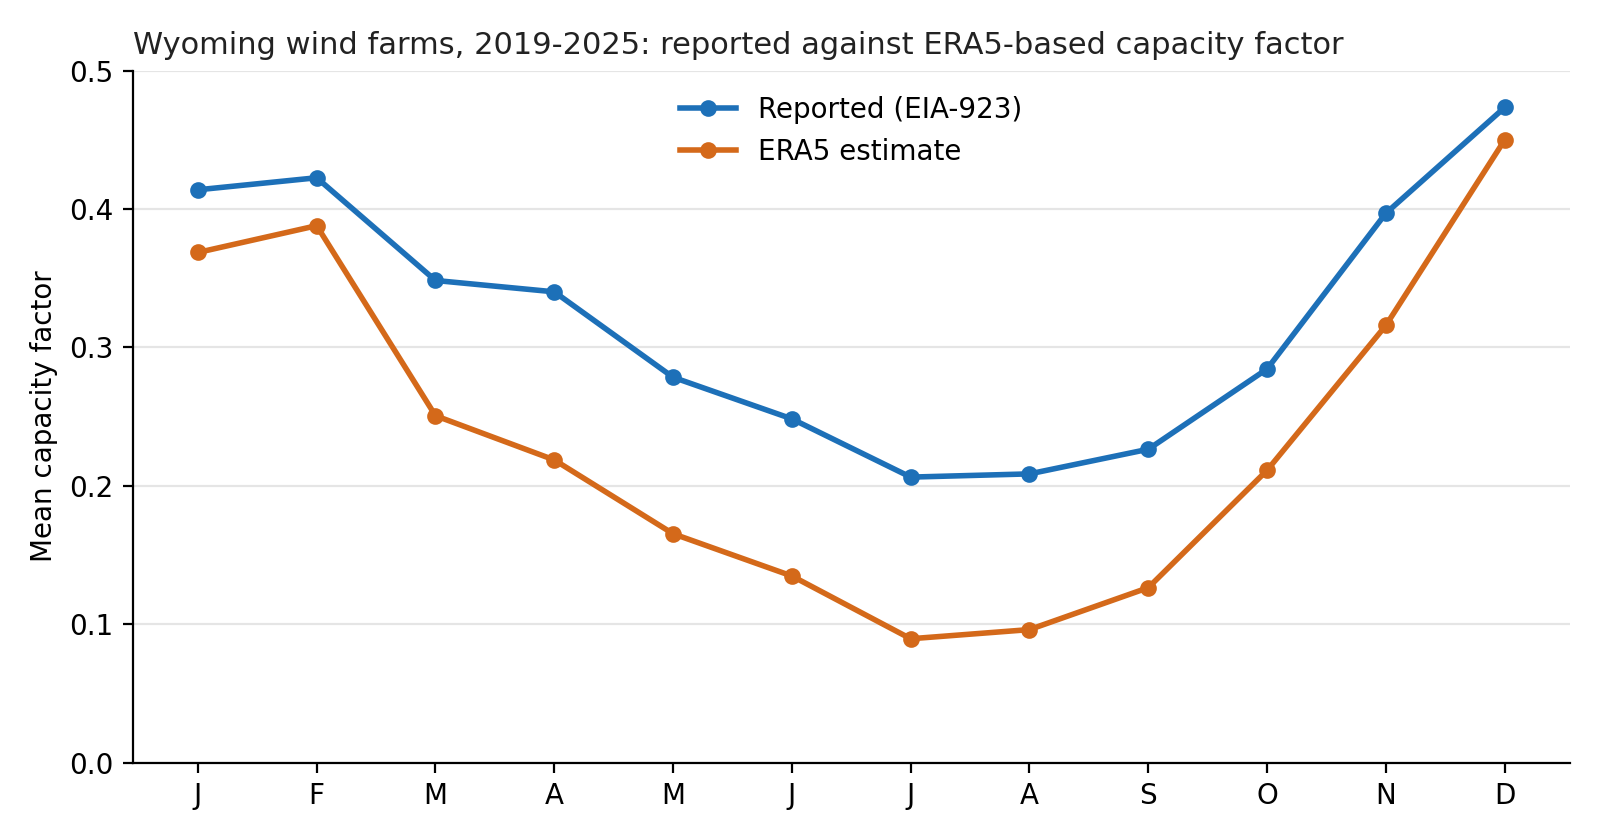 Wyoming wind farms, 2019-2025: reported against ERA5-based capacity factor
Reported (EIA-923)
ERA5 estimate
Mean capacity factor
0.5
0.4
0.3
0.2
0.1
0.0
J F M A M J J A S O N D